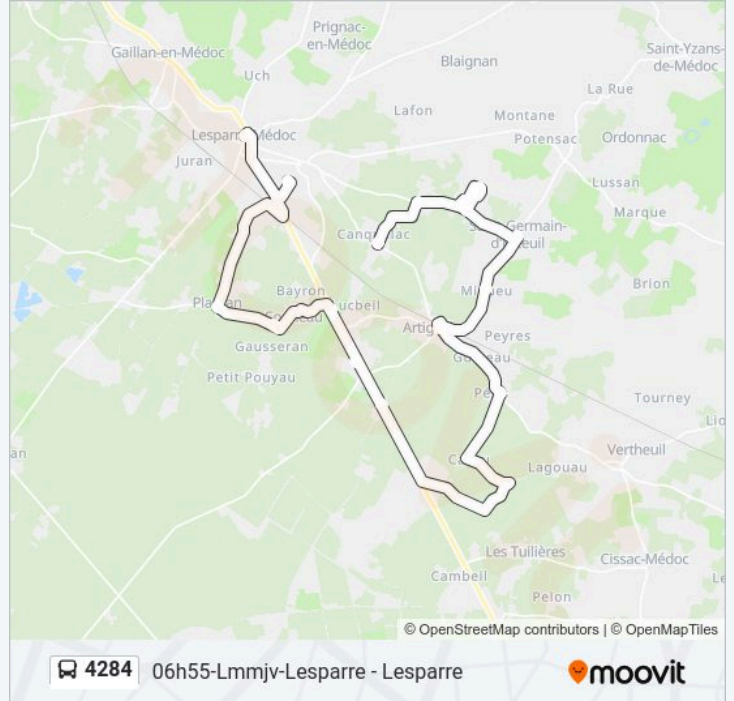 Prignac-
en-Médoc
Gaillan-en-Médoc
Saint-Yzans-
de-Médoc
Blaignan
Uch
La Rue
Lafon
Montane
Potensac
Ordonnac
Juran
Lussan
Marque
Bayron
Brion
Artig
Peyres
Gausseran
Petit Pouyau
Tourney
Vertheuil
Lagouau
Les Tuilières
Cissac-Médoc
Cambeil
Pelon
© OpenStreetMap contributors | © OpenMapTiles
4284
06h55-Lmmjv-Lesparre - Lesparre
moovit